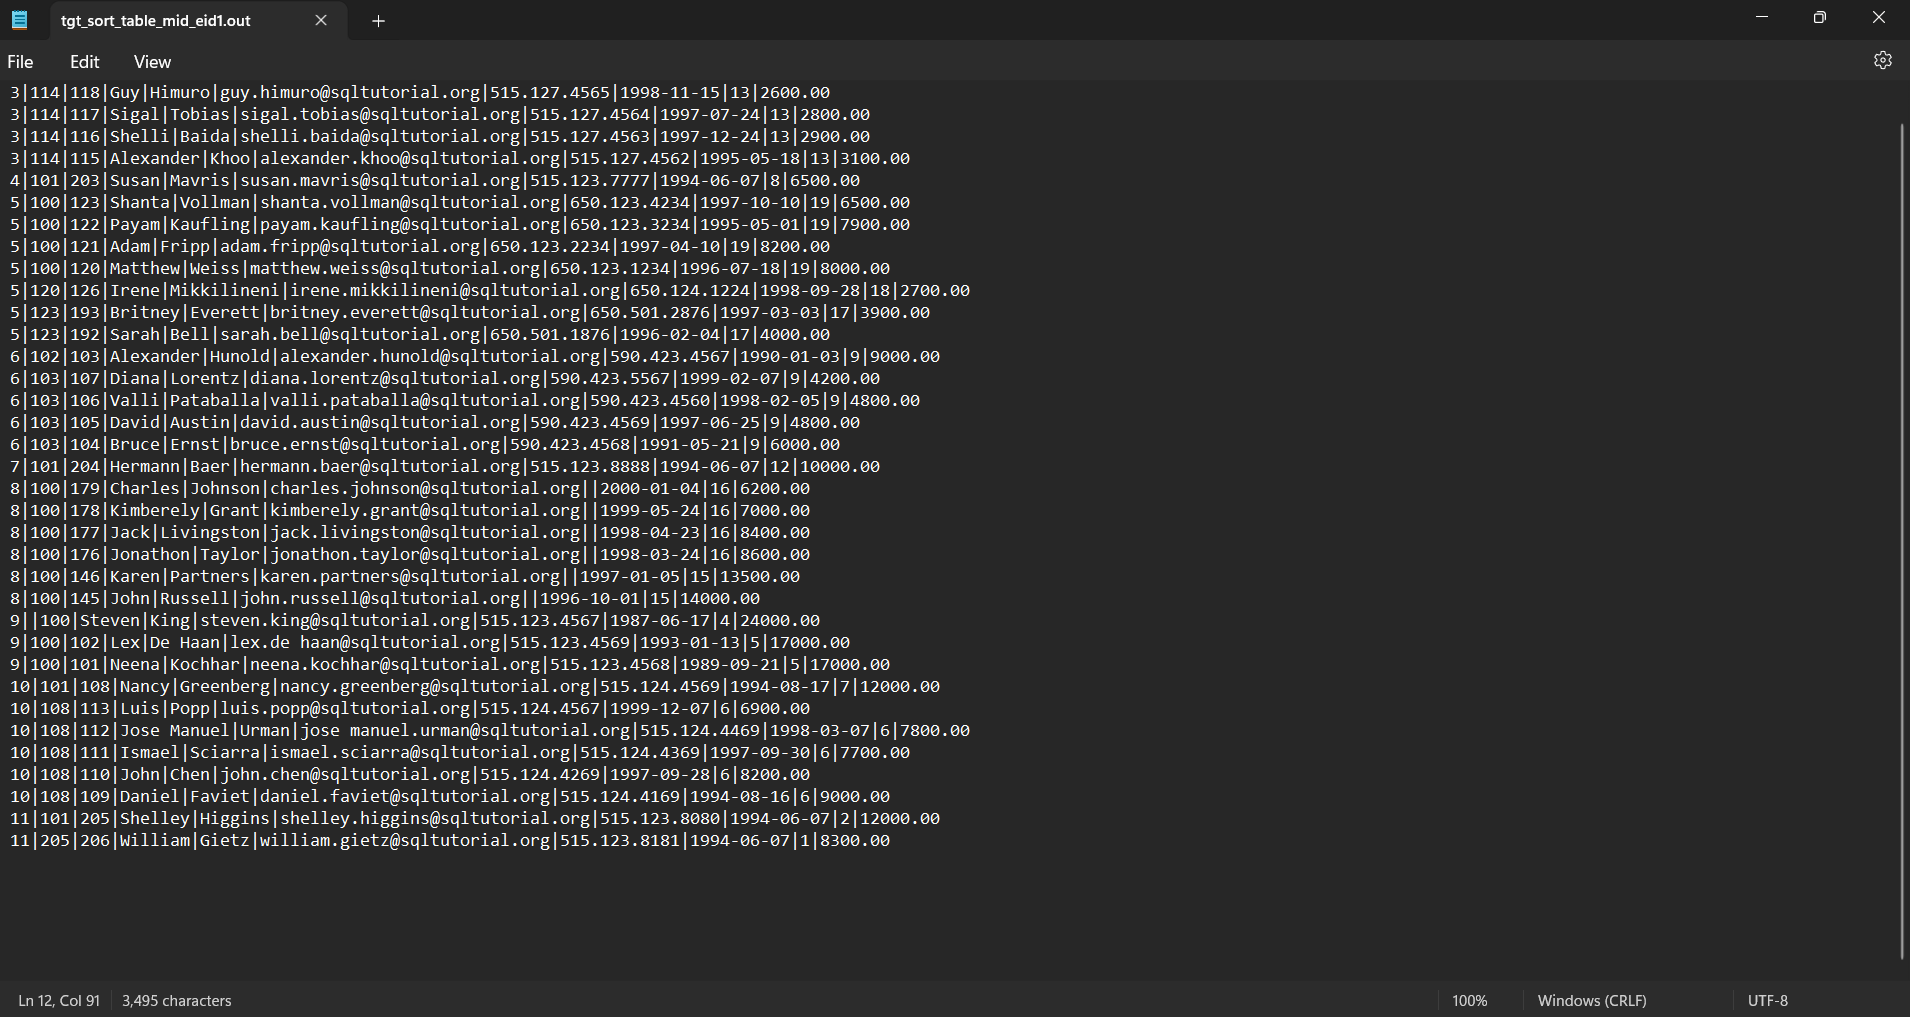 tgt_sort_table_mid_eid1.out
File Edit View
3|114|118|Guy|Himuro|guy.himuro@sqltutorial.org|515.127.4565|1998-11-15|13|2600.00
3|114|117|Sigal|Tobias|sigal.tobias@sqltutorial.org|515.127.4564|1997-07-24|13|2800.00
3|114|116|Shelli|Baida|shelli.baida@sqltutorial.org|515.127.4563|1997-12-24|13|2900.00
3|114|115|Alexander|Khoo|alexander.khoo@sqltutorial.org|515.127.4562|1995-05-18|13|3100.00
4|101|203|Susan|Mavris|susan.mavris@sqltutorial.org|515.123.7777|1994-06-07|8|6500.00
5|100|123|Shanta|Vollman|shanta.vollman@sqltutorial.org|650.123.4234|1997-10-10|19|6500.00
5|100|122|Payam|Kaufling|payam.kaufling@sqltutorial.org|650.123.3234|1995-05-01|19|7900.00
5|100|121|Adam|Fripp|adam.fripp@sqltutorial.org|650.123.2234|1997-04-10|19|8200.00
5|100|120|Matthew|Weiss|matthew.weiss@sqltutorial.org|650.123.1234|1996-07-18|19|8000.00
5|120|126|Irene|Mikkilineni|irene.mikkilineni@sqltutorial.org|650.124.1224|1998-09-28|18|2700.00
5|123|193|Britney|Everett|britney.everett@sqltutorial.org|650.501.2876|1997-03-03|17|3900.00
5|123|192|Sarah|Bell|sarah.bell@sqltutorial.org|650.501.1876|1996-02-04|17|4000.00
6|102|103|Alexander|Hunold|alexander.hunold@sqltutorial.org|590.423.4567|1990-01-03|9|9000.00
6|103|107|Diana|Lorentz|diana.lorentz@sqltutorial.org|590.423.5567|1999-02-07|9|4200.00
6|103|106|Valli|Pataballa|valli.pataballa@sqltutorial.org|590.423.4560|1998-02-05|9|4800.00
6|103|105|David|Austin|david.austin@sqltutorial.org|590.423.4569|1997-06-25|9|4800.00
6|103|104|Bruce|Ernst|bruce.ernst@sqltutorial.org|590.423.4568|1991-05-21|9|6000.00
7|101|204|Hermann|Baer|hermann.baer@sqltutorial.org|515.123.8888|1994-06-07|12|10000.00
8|100|179|Charles|Johnson|charles.johnson@sqltutorial.org||2000-01-04|16|6200.00
8|100|178|Kimberely|Grant|kimberely.grant@sqltutorial.org||1999-05-24|16|7000.00
8|100|177|Jack|Livingston|jack.livingston@sqltutorial.org||1998-04-23|16|8400.00
8|100|176|Jonathon|Taylor|jonathon.taylor@sqltutorial.org||1998-03-24|16|8600.00
8|100|146|Karen|Partners|karen.partners@sqltutorial.org||1997-01-05|15|13500.00
8|100|145|John|Russell|john.russell@sqltutorial.org||1996-10-01|15|14000.00
9||100|Steven|King|steven.king@sqltutorial.org|515.123.4567|1987-06-17|4|24000.00
9|100|102|Lex|De Haan|lex.de haan@sqltutorial.org|515.123.4569|1993-01-13|5|17000.00
9|100|101|Neena|Kochhar|neena.kochhar@sqltutorial.org|515.123.4568|1989-09-21|5|17000.00
10|101|108|Nancy|Greenberg|nancy.greenberg@sqltutorial.org|515.124.4569|1994-08-17|7|12000.00
10|108|113|Luis|Popp|luis.popp@sqltutorial.org|515.124.4567|1999-12-07|6|6900.00
10|108|112|Jose Manuel|Urman|jose manuel.urman@sqltutorial.org|515.124.4469|1998-03-07|6|7800.00
10|108|111|Ismael|Sciarra|ismael.sciarra@sqltutorial.org|515.124.4369|1997-09-30|6|7700.00
10|108|110|John|Chen|john.chen@sqltutorial.org|515.124.4269|1997-09-28|6|8200.00
10|108|109|Daniel|Faviet|daniel.faviet@sqltutorial.org|515.124.4169|1994-08-16|6|9000.00
11|101|205|Shelley|Higgins|shelley.higgins@sqltutorial.org|515.123.8080|1994-06-07|2|12000.00
11|205|206|William|Gietz|william.gietz@sqltutorial.org|515.123.8181|1994-06-07|1|8300.00
Ln 12, Col 91 3,495 characters 100% Windows (CRLF) UTF-8